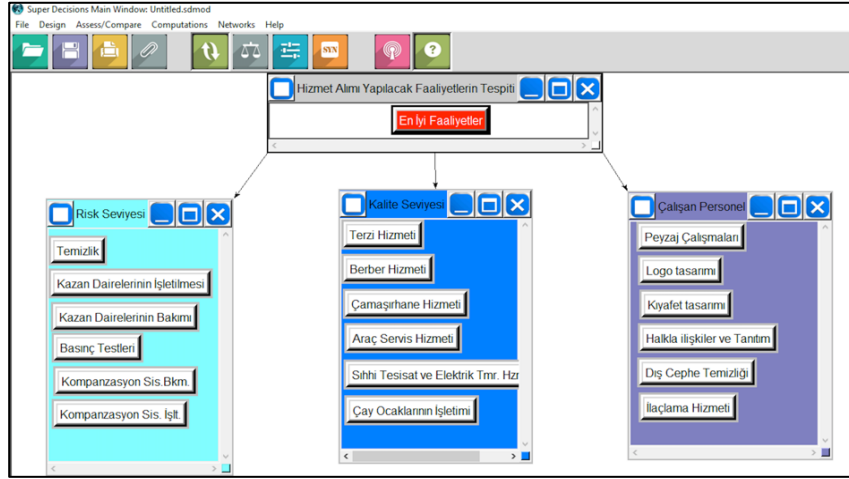 Super Decisions Main Window: Untitled.sdmod
File Design Assess/Compare Computations Networks Help
SYN
?
Hizmet Alımı Yapılacak Faaliyetlerin Tespiti
En İyi Faaliyetler
Risk Seviyesi
Temizlik
Kazan Dairelerinin İşletilmesi
Kazan Dairelerinin Bakımı
Basınç Testleri
Kompanzasyon Sis.Bkm.
Kompanzasyon Sis. İşlt.
Kalite Seviyesi
Terzi Hizmeti
Berber Hizmeti
Çamaşırhane Hizmeti
Araç Servis Hizmeti
Sıhhi Tesisat ve Elektrik Tmr. Hzr
Çay Ocaklarının İşletimi
Çalışan Personel
Peyzaj Çalışmaları
Logo tasarımı
Kıyafet tasarımı
Halkla ilişkiler ve Tanıtım
Dış Cephe Temizliği
İlaçlama Hizmeti